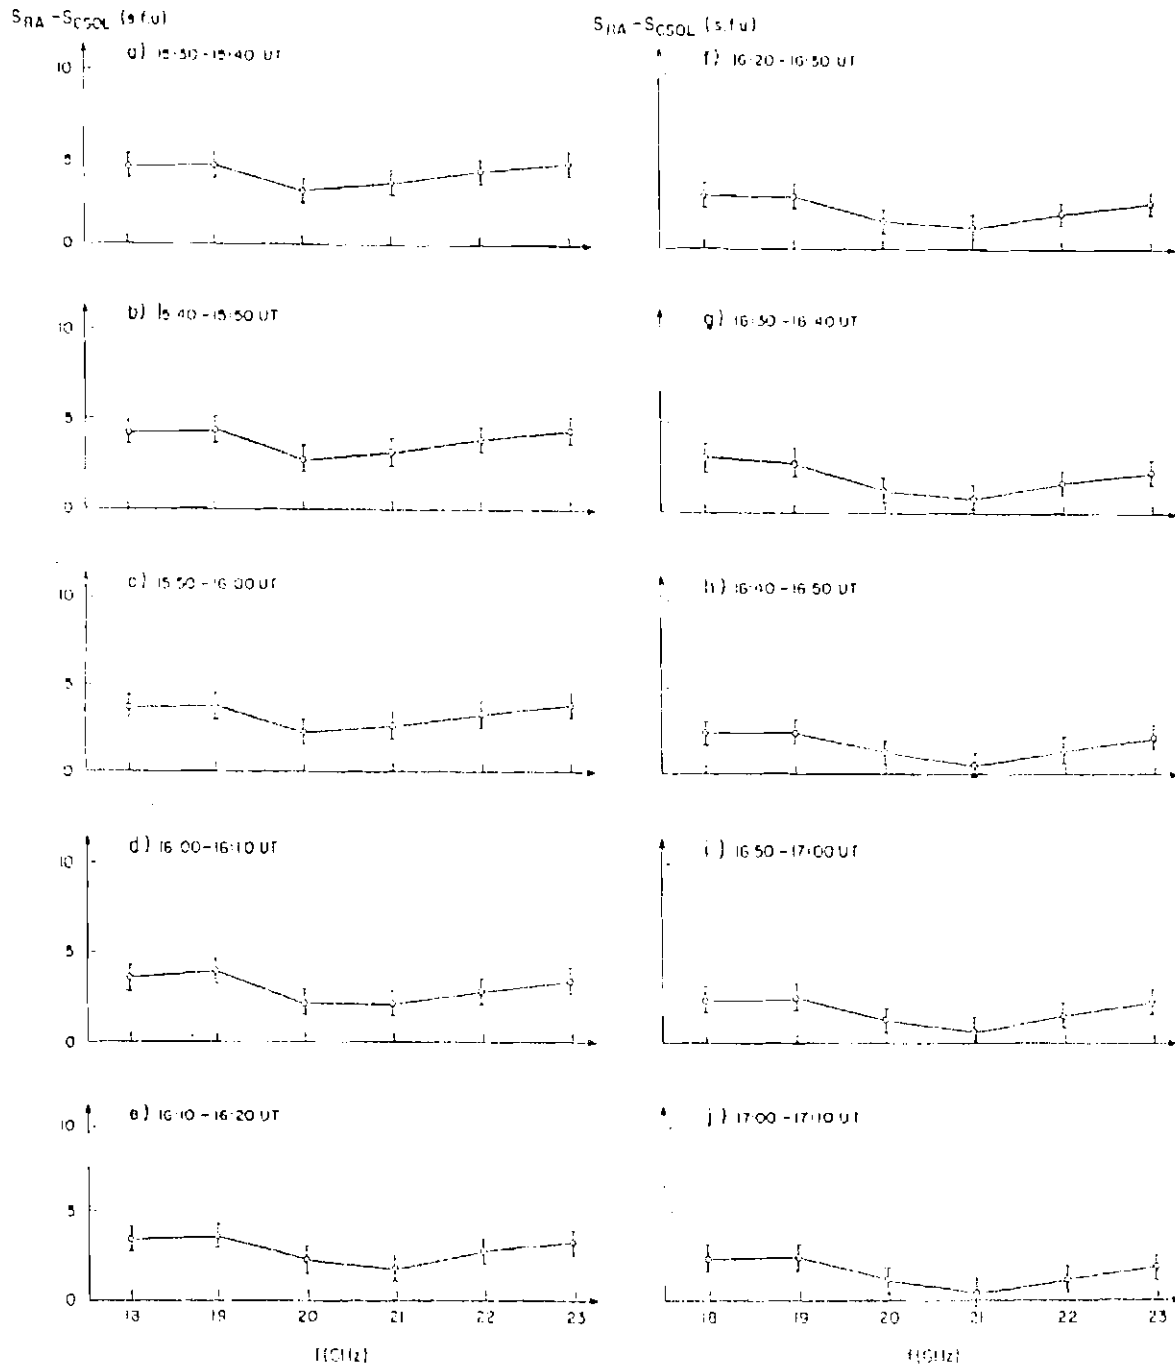 S_RA - S_CSOL (s.f.u)
a) 15:30-15:40 UT
10
5
0
b) 15:40-15:50 UT
10
5
0
c) 15:50-16:00 UT
10
5
0
d) 16:00-16:10 UT
10
5
0
e) 16:10-16:20 UT
10
5
0
18 19 20 21 22 23
f(GHz)
S_RA - S_CSOL (s.f.u)
f) 16:20-16:30 UT
g) 16:30-16:40 UT
h) 16:40-16:50 UT
i) 16:50-17:00 UT
j) 17:00-17:10 UT
18 19 20 21 22 23
f(GHz)